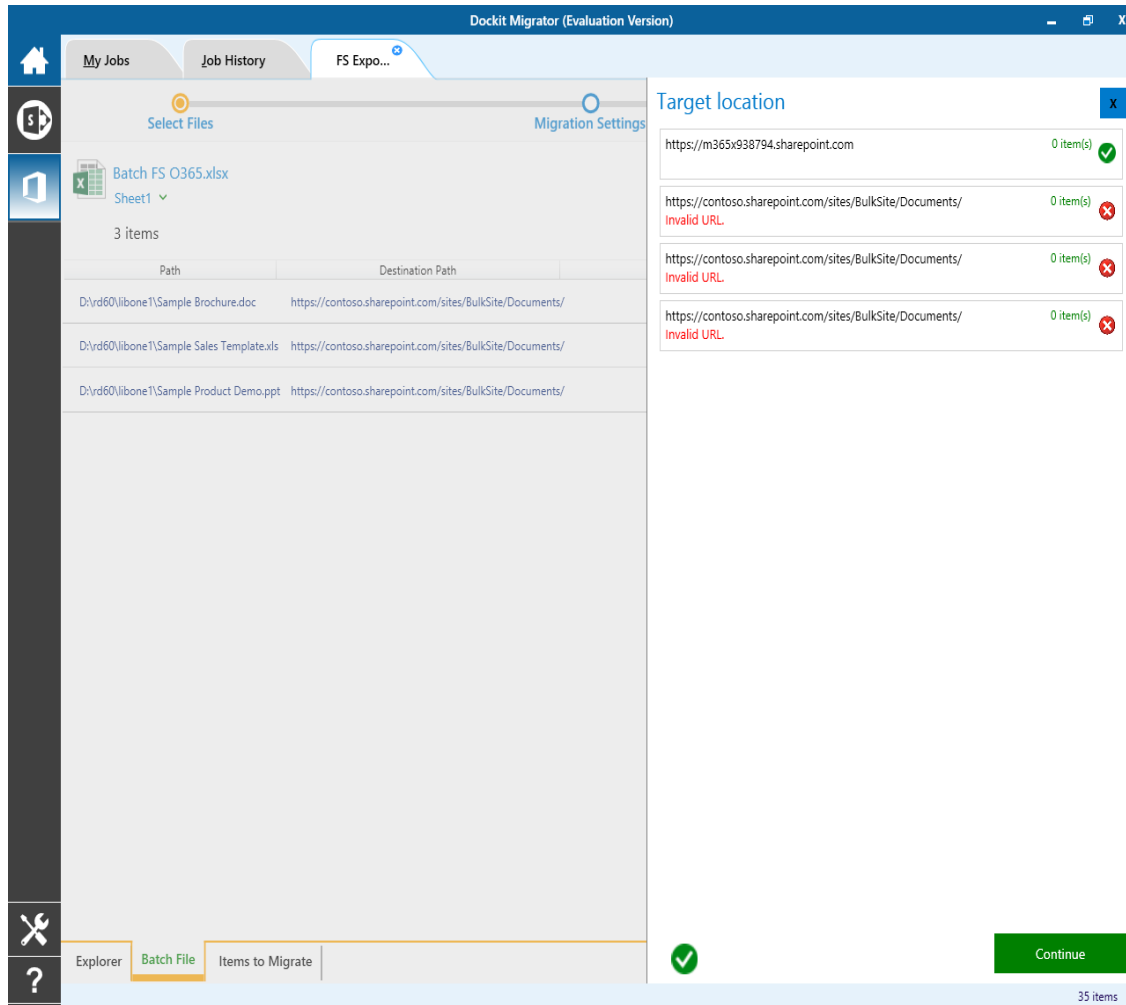 Dockit Migrator (Evaluation Version)
My Jobs
Job History
FS Expo...
Select Files
Migration Settings
Batch FS O365.xlsx
Sheet1
3 items
Path
Destination Path
D:\rd60\libone1\Sample Brochure.doc
https://contoso.sharepoint.com/sites/BulkSite/Documents/
D:\rd60\libone1\Sample Sales Template.xls
https://contoso.sharepoint.com/sites/BulkSite/Documents/
D:\rd60\libone1\Sample Product Demo.ppt
https://contoso.sharepoint.com/sites/BulkSite/Documents/
Target location
x
https://m365x938794.sharepoint.com
0 item(s)
https://contoso.sharepoint.com/sites/BulkSite/Documents/
0 item(s)
Invalid URL.
https://contoso.sharepoint.com/sites/BulkSite/Documents/
0 item(s)
Invalid URL.
https://contoso.sharepoint.com/sites/BulkSite/Documents/
0 item(s)
Invalid URL.
Explorer
Batch File
Items to Migrate
Continue
?
35 items